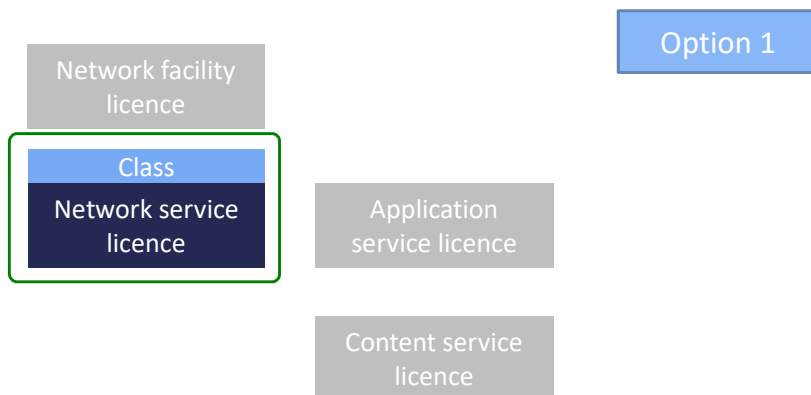 Option 1
Network facility
licence
Class
Network service
licence
Application
service licence
Content service
licence